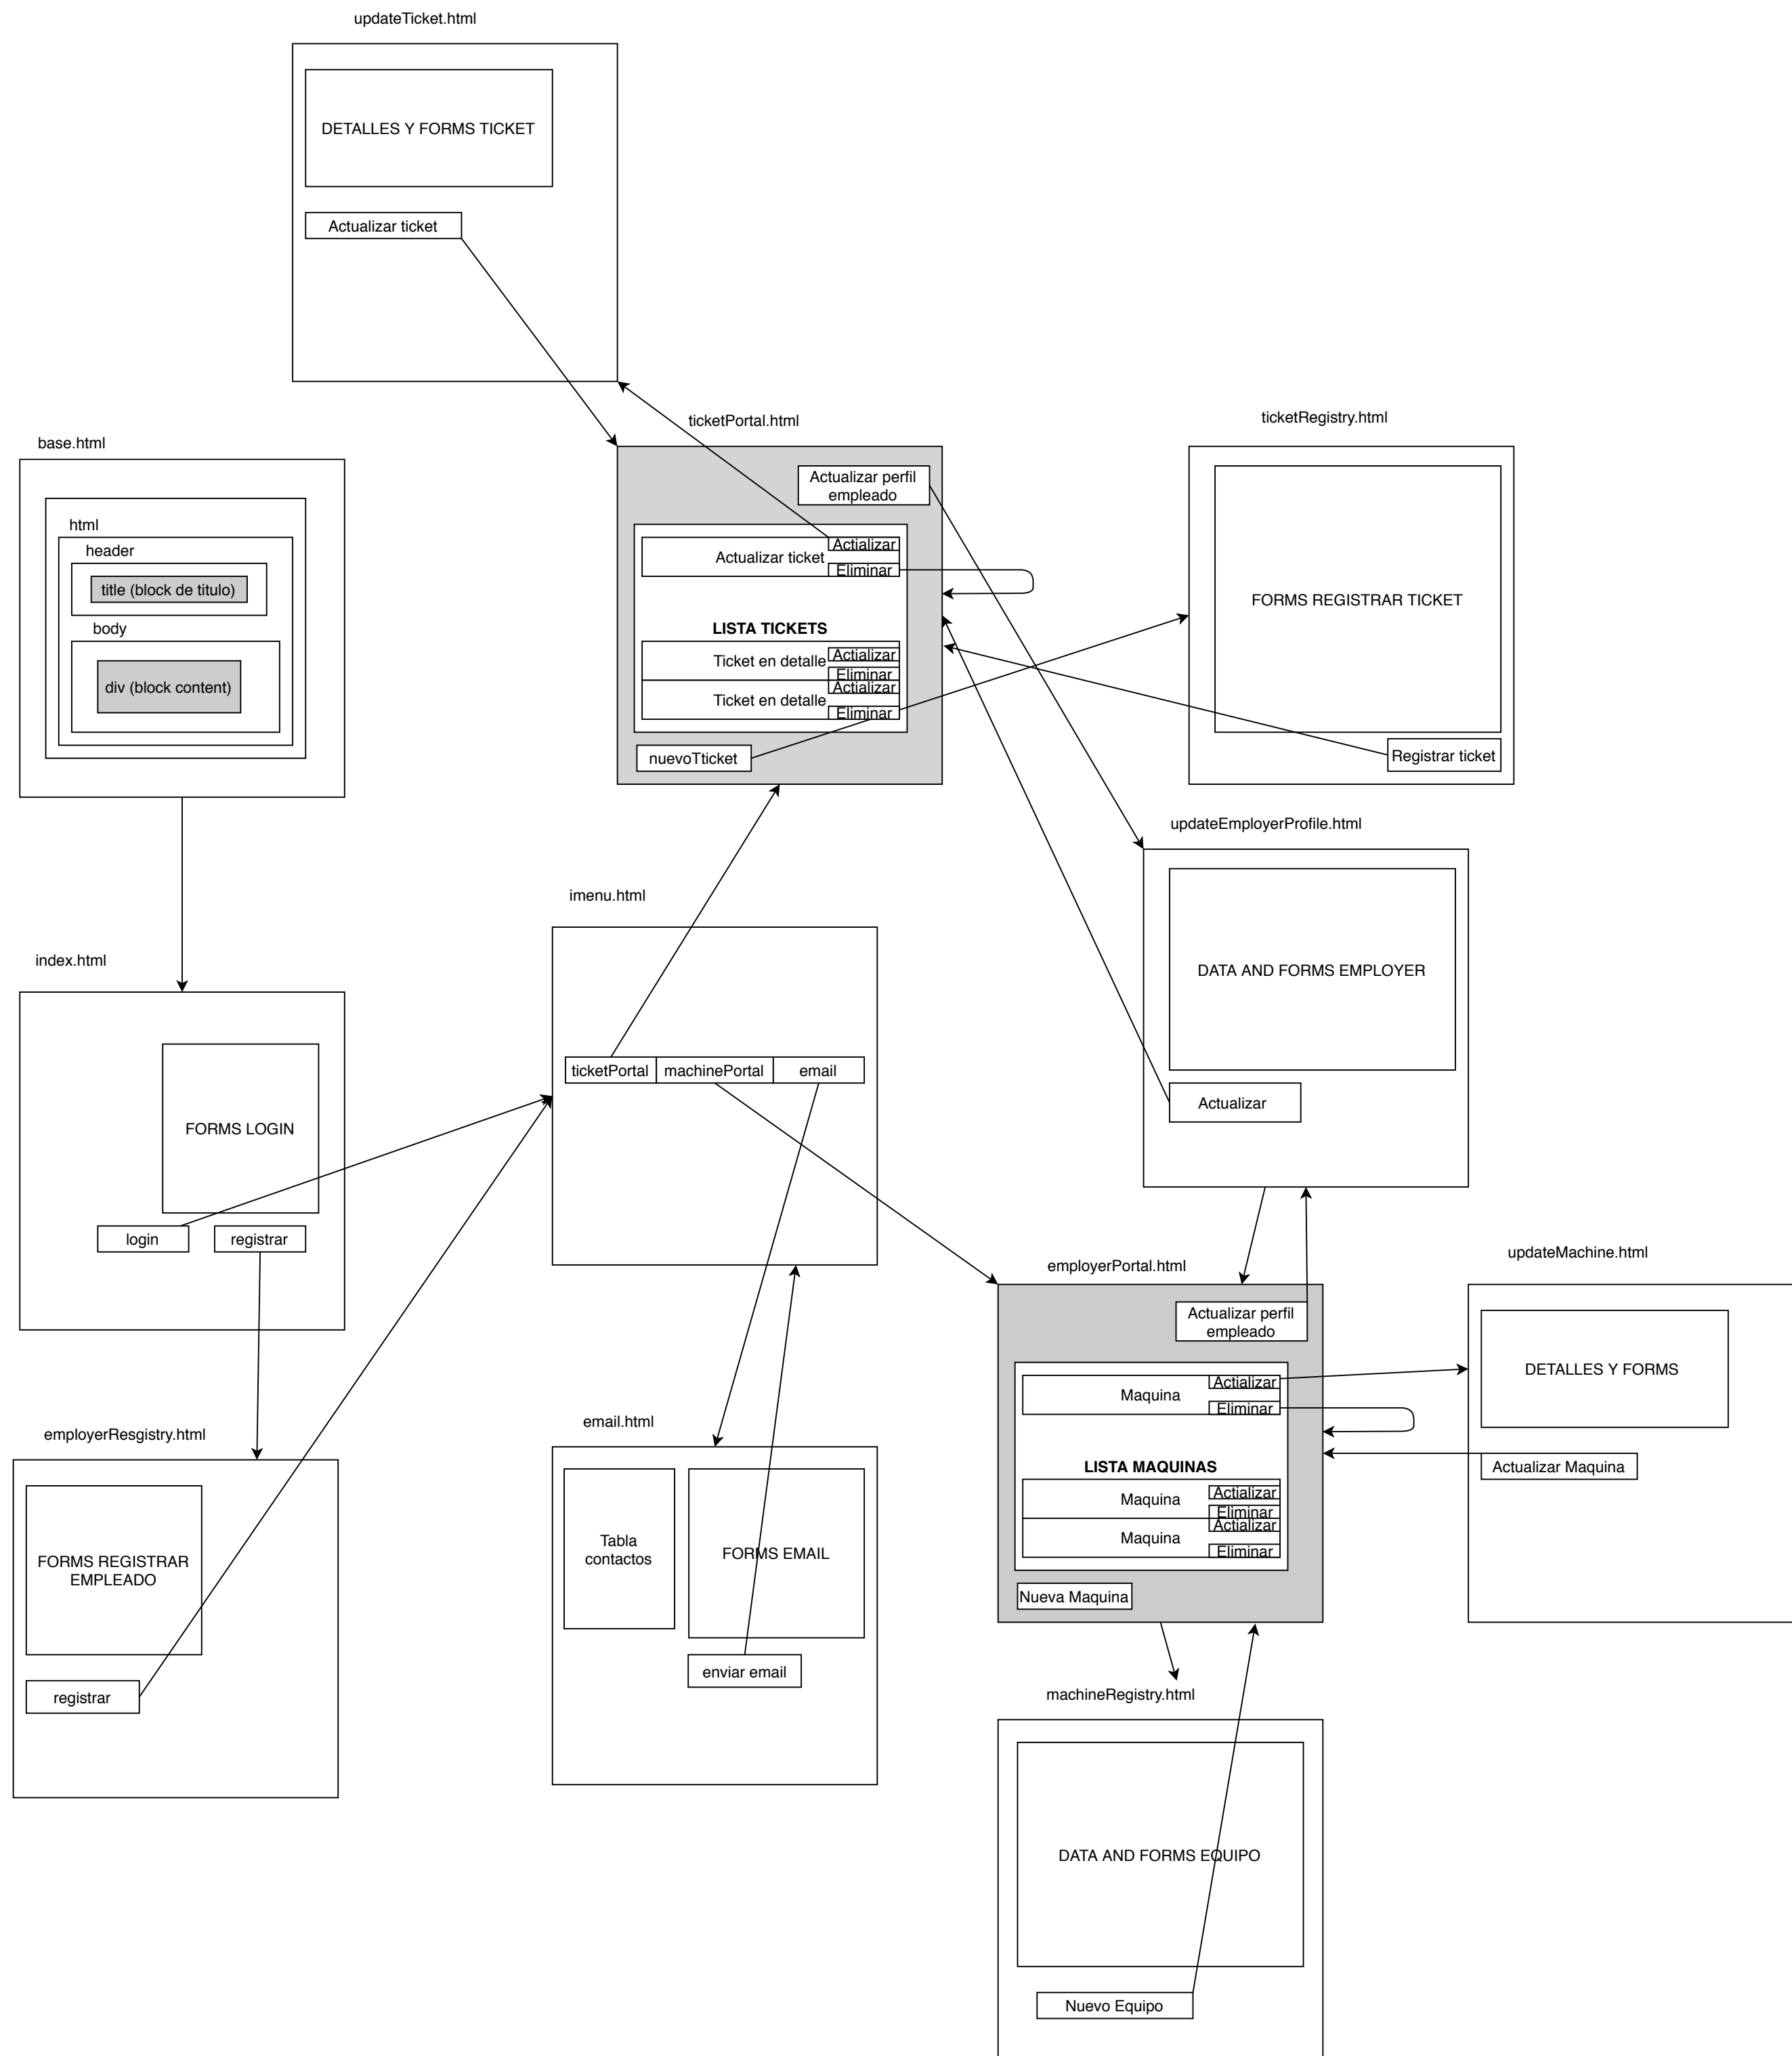 updateTicket.html
DETALLES Y FORMS TICKET
Actualizar ticket
ticketPortal.html
Actualizar perfil
empleado
Actualizar ticket
Actializar
Eliminar
LISTA TICKETS
Ticket en detalle
Actializar
Eliminar
Ticket en detalle
Actializar
Eliminar
nuevoTticket
ticketRegistry.html
FORMS REGISTRAR TICKET
Registrar ticket
base.html
html
header
title (block de titulo)
body
div (block content)
updateEmployerProfile.html
DATA AND FORMS EMPLOYER
Actualizar
imenu.html
ticketPortal
machinePortal
email
index.html
FORMS LOGIN
login
registrar
employerPortal.html
Actualizar perfil
empleado
Maquina
Actializar
Eliminar
LISTA MAQUINAS
Maquina
Actializar
Eliminar
Maquina
Actializar
Eliminar
Nueva Maquina
updateMachine.html
DETALLES Y FORMS
Actualizar Maquina
employerResgistry.html
FORMS REGISTRAR
EMPLEADO
registrar
email.html
Tabla
contactos
FORMS EMAIL
enviar email
machineRegistry.html
DATA AND FORMS EQUIPO
Nuevo Equipo